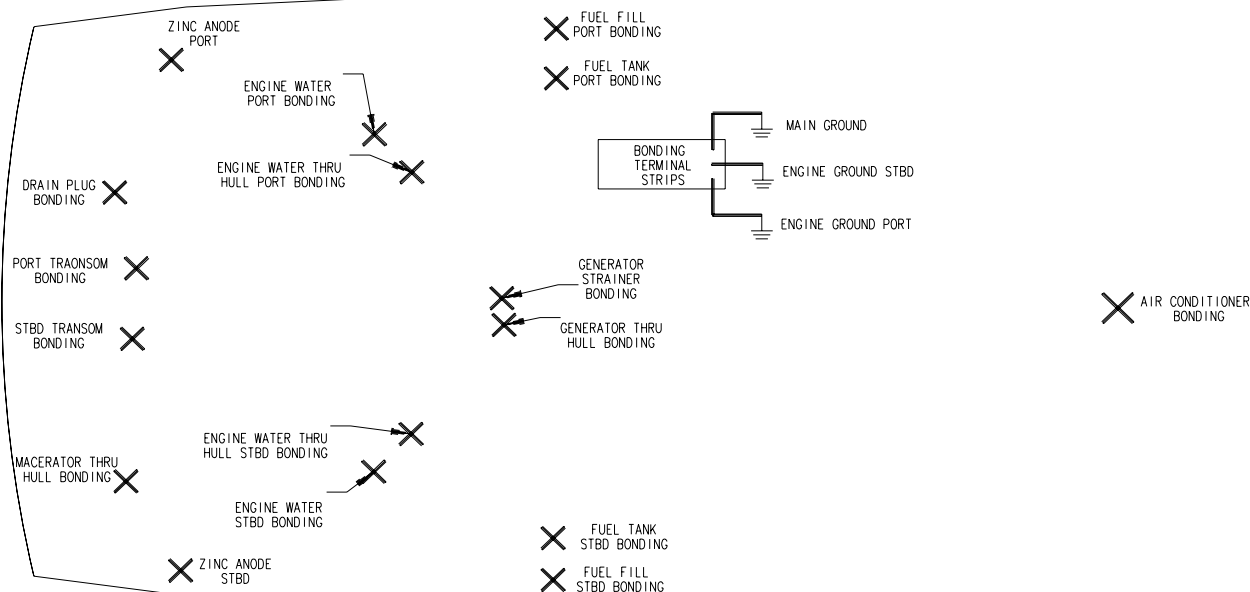 ZINC ANODE
PORT
FUEL FILL
PORT BONDING
FUEL TANK
PORT BONDING
ENGINE WATER
PORT BONDING
MAIN GROUND
BONDING
TERMINAL
STRIPS
ENGINE WATER THRU
HULL PORT BONDING
ENGINE GROUND STBD
DRAIN PLUG
BONDING
ENGINE GROUND PORT
PORT TRAONSOM
BONDING
GENERATOR
STRAINER
BONDING
AIR CONDITIONER
BONDING
STBD TRANSOM
BONDING
GENERATOR THRU
HULL BONDING
ENGINE WATER THRU
HULL STBD BONDING
MACERATOR THRU
HULL BONDING
ENGINE WATER
STBD BONDING
FUEL TANK
STBD BONDING
ZINC ANODE
STBD
FUEL FILL
STBD BONDING